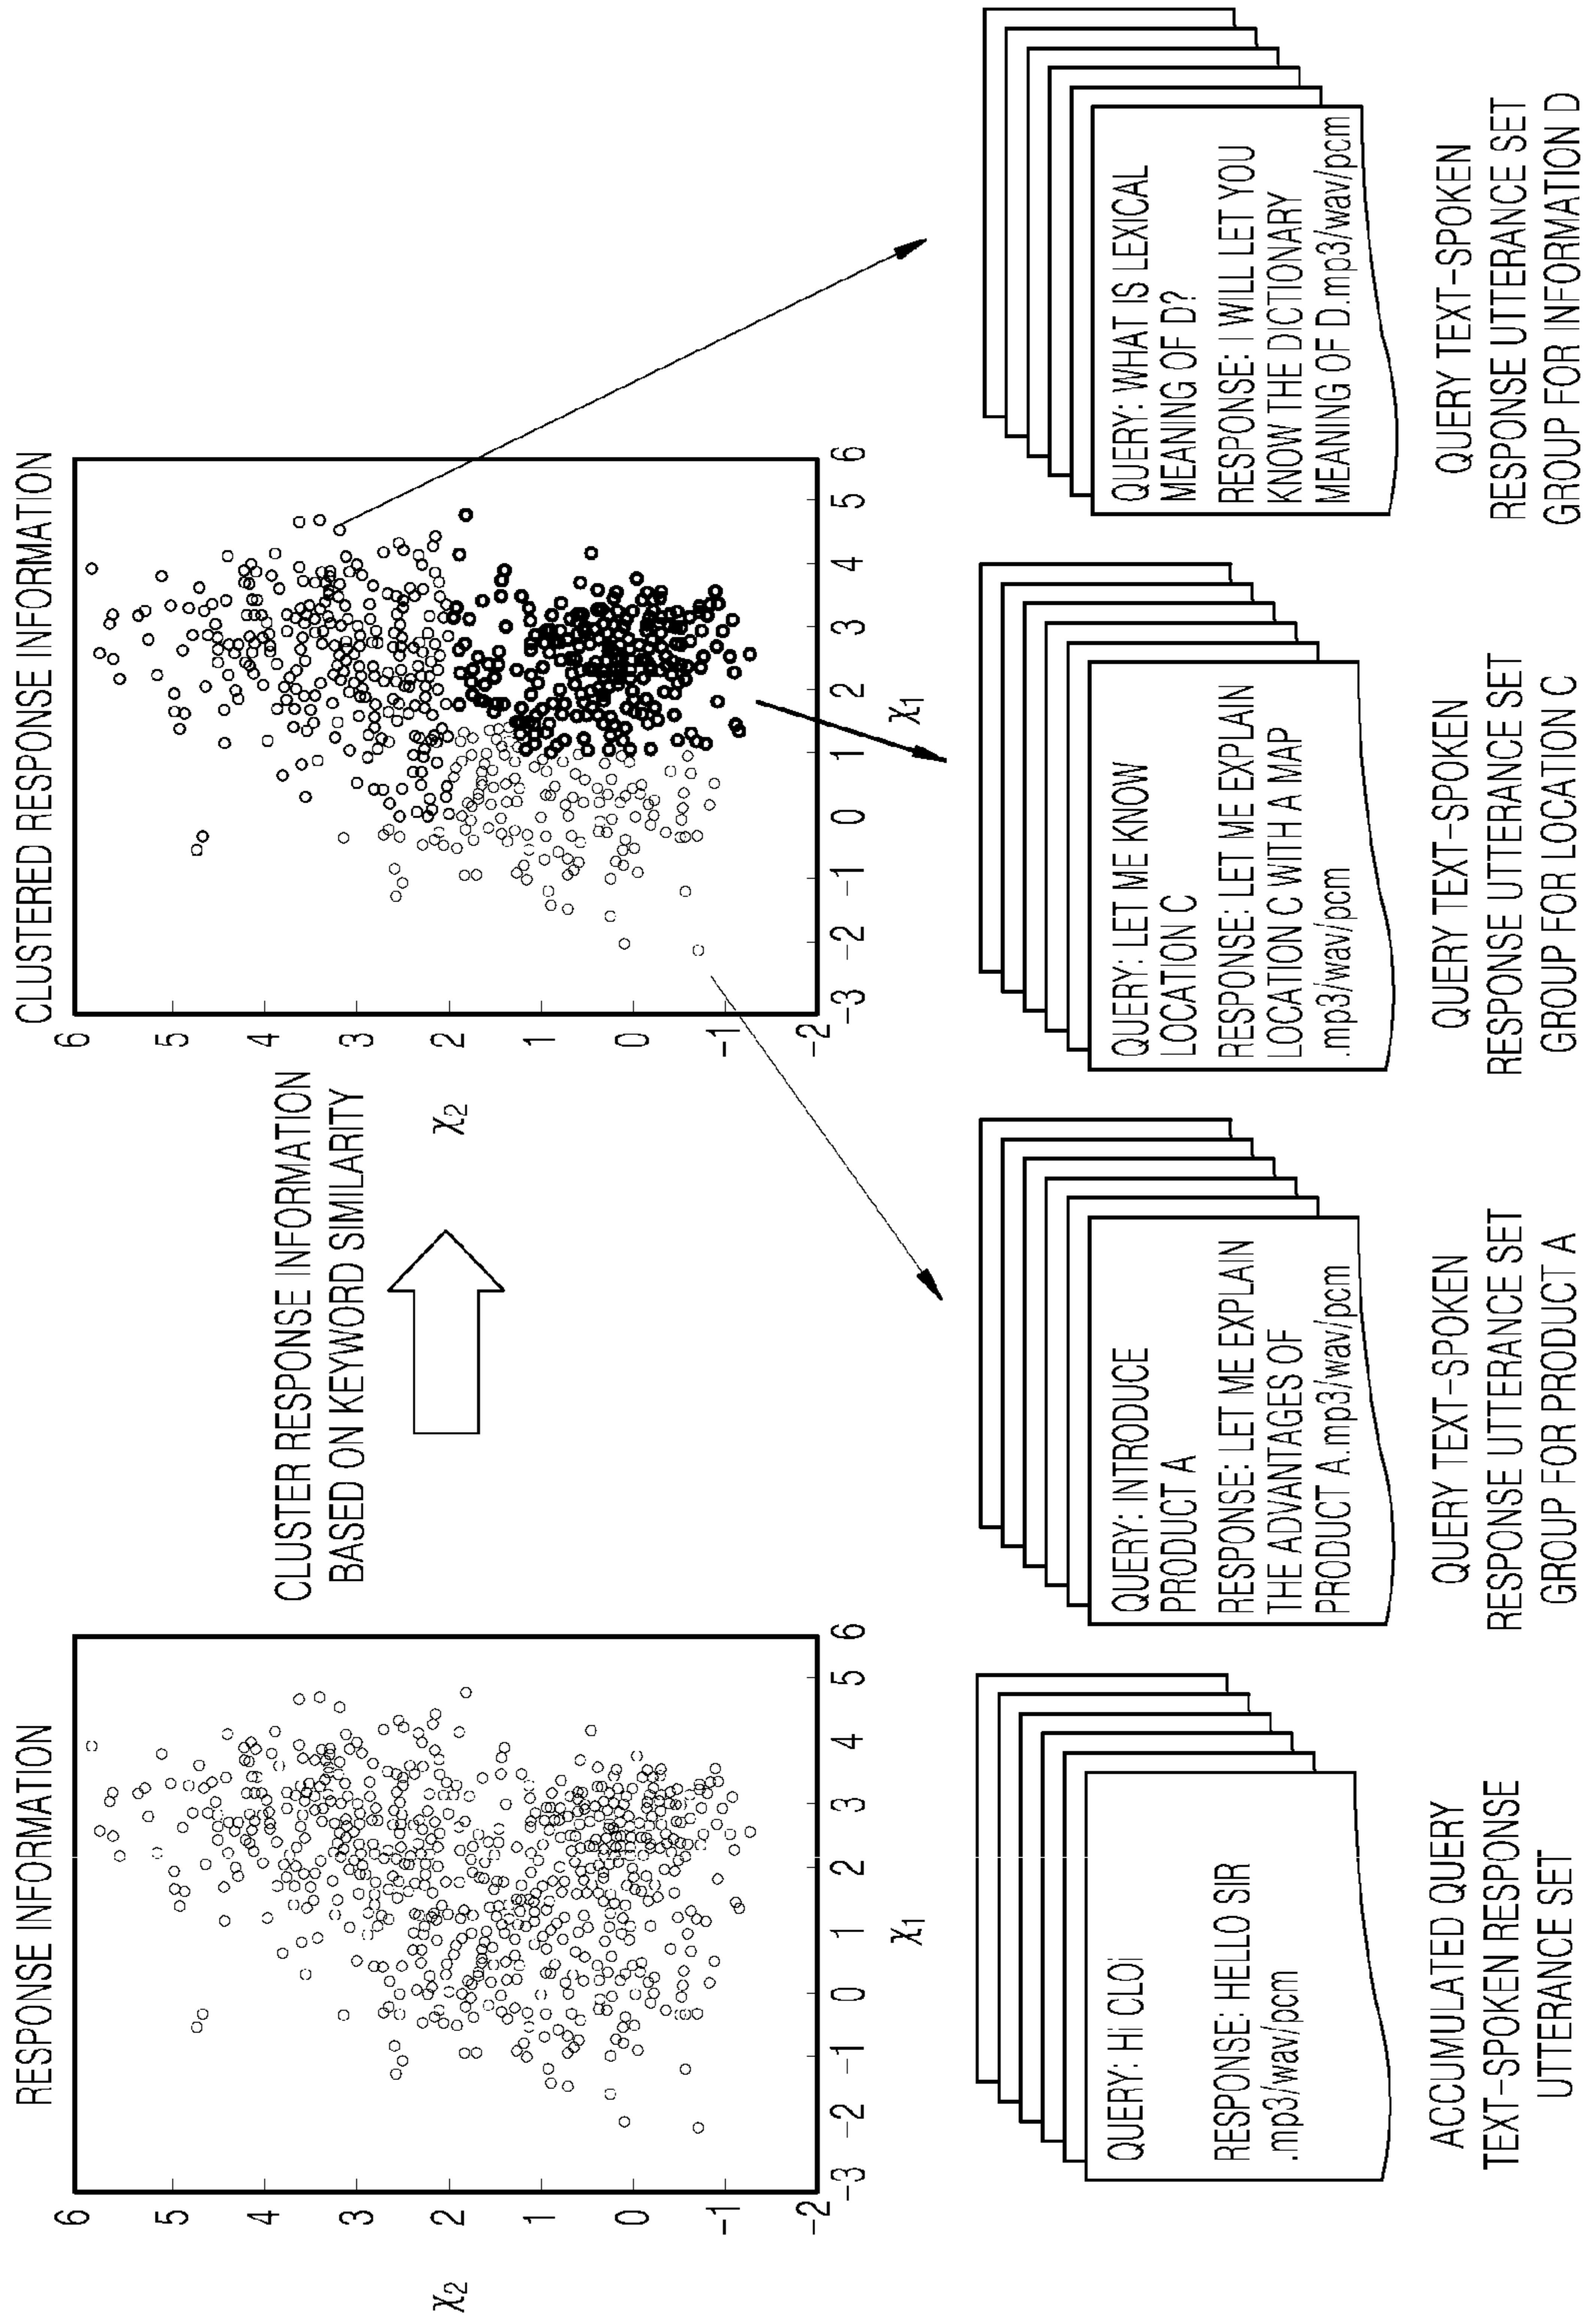 RESPONSE INFORMATION
χ2
6
5
4
3
2
1
0
-1
-2
-3 -2 -1 0 1 2 3 4 5 6
χ1
CLUSTER RESPONSE INFORMATION
BASED ON KEYWORD SIMILARITY
CLUSTERED RESPONSE INFORMATION
χ2
6
5
4
3
2
1
0
-1
-2
-3 -2 -1 0 1 2 3 4 5 6
χ1
QUERY: Hi CLOi
RESPONSE: HELLO SIR
.mp3/wav/pcm
ACCUMULATED QUERY
TEXT-SPOKEN RESPONSE
UTTERANCE SET
QUERY: INTRODUCE
PRODUCT A
RESPONSE: LET ME EXPLAIN
THE ADVANTAGES OF
PRODUCT A.mp3/wav/pcm
QUERY TEXT-SPOKEN
RESPONSE UTTERANCE SET
GROUP FOR PRODUCT A
QUERY: LET ME KNOW
LOCATION C
RESPONSE: LET ME EXPLAIN
LOCATION C WITH A MAP
.mp3/wav/pcm
QUERY TEXT-SPOKEN
RESPONSE UTTERANCE SET
GROUP FOR LOCATION C
QUERY: WHAT IS LEXICAL
MEANING OF D?
RESPONSE: I WILL LET YOU
KNOW THE DICTIONARY
MEANING OF D.mp3/wav/pcm
QUERY TEXT-SPOKEN
RESPONSE UTTERANCE SET
GROUP FOR INFORMATION D